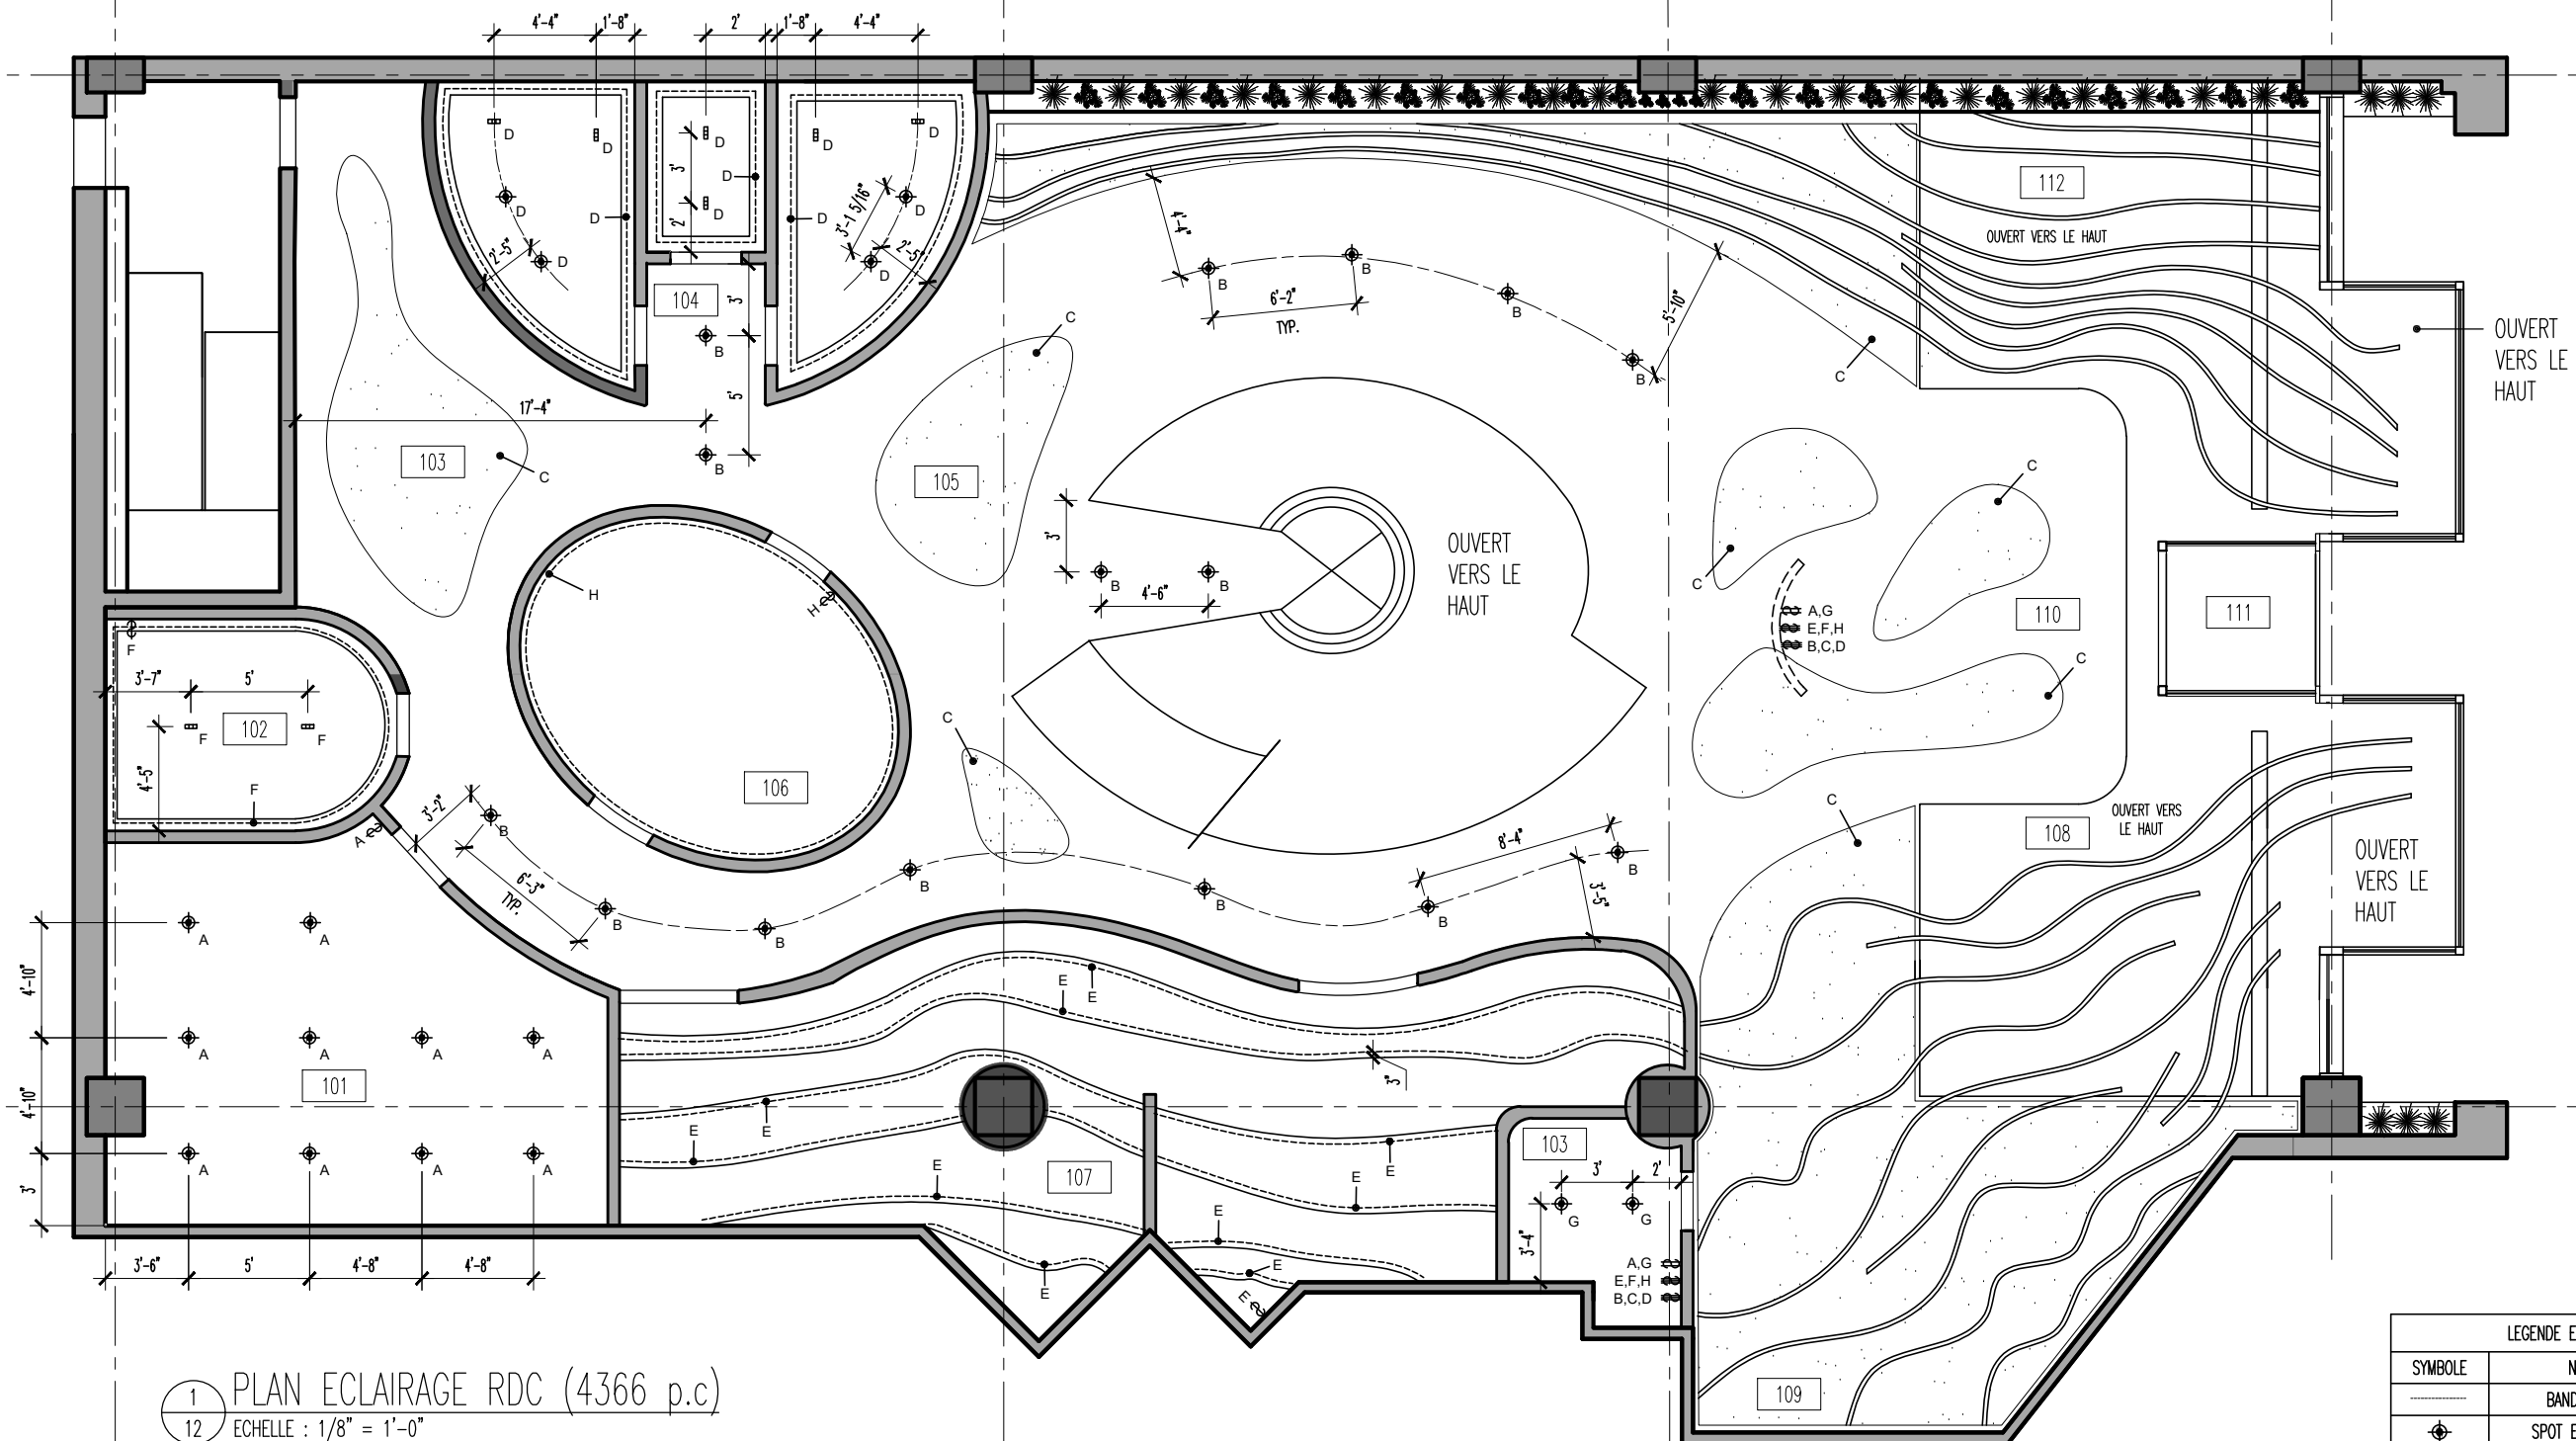 4'-4" 1'-8" 2' 1'-8" 4'-4"
D D D D D
D D
3' 3'-1 5/16"
D D D D D
2' 2'-5" 2'-5"
D D
104 3'
B
5'
17'-4"
103
C
B
4'-4"
B B B
6'-2"
TYP.
5'-10"
B
C
112
OUVERT VERS LE HAUT
OUVERT
VERS LE
HAUT
C
105
3'
B B
4'-6"
OUVERT
VERS LE
HAUT
C
C
A,G
E,F,H
B,C,D
110
111
C
H
H
F
3'-7" 5'
F F
102
4'-5"
F
106
C
A
3'-2"
B
6'-3"
TYP.
B
B
B
B
8'-4"
B
B
3'-5"
C
108
OUVERT VERS
LE HAUT
OUVERT
VERS LE
HAUT
A A
4'-10"
A A A A
101
4'-10"
A A A A
3'
3'-6" 5' 4'-8" 4'-8"
E
E
E
3"
E
E
E
E
E
107
E
E
E
E
E
103
3' 2'
G G
3'-4"
A,G
E,F,H
B,C,D
109
1
12
PLAN ECLAIRAGE RDC (4366 p.c)
ECHELLE : 1/8" = 1'-0"
LEGENDE E
SYMBOLE N
BAND
SPOT E